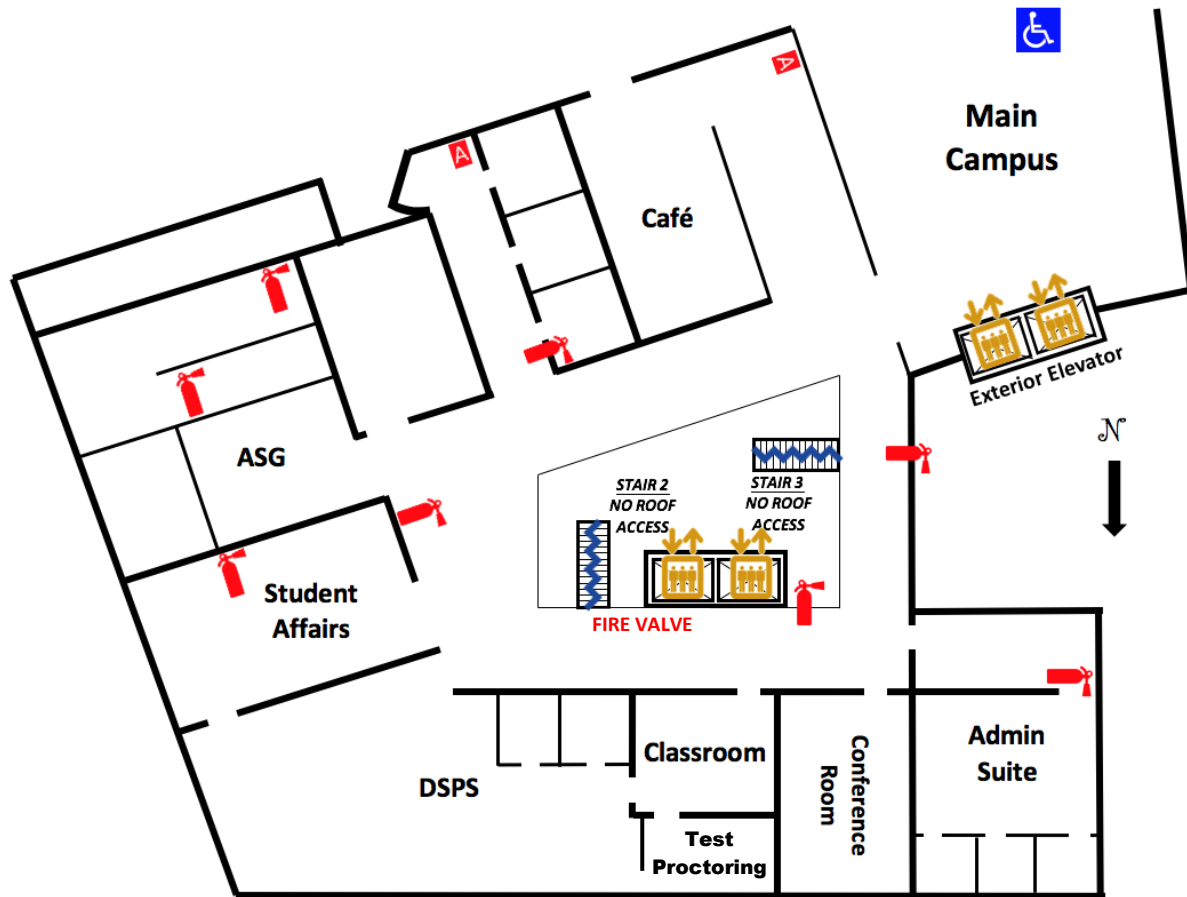 A
Main
Campus
A
Café
Exterior Elevator
N
ASG
STAIR 2
NO ROOF
ACCESS
STAIR 3
NO ROOF
ACCESS
Student
Affairs
FIRE VALVE
Classroom
Conference
Room
Admin
Suite
DSPS
Test
Proctoring